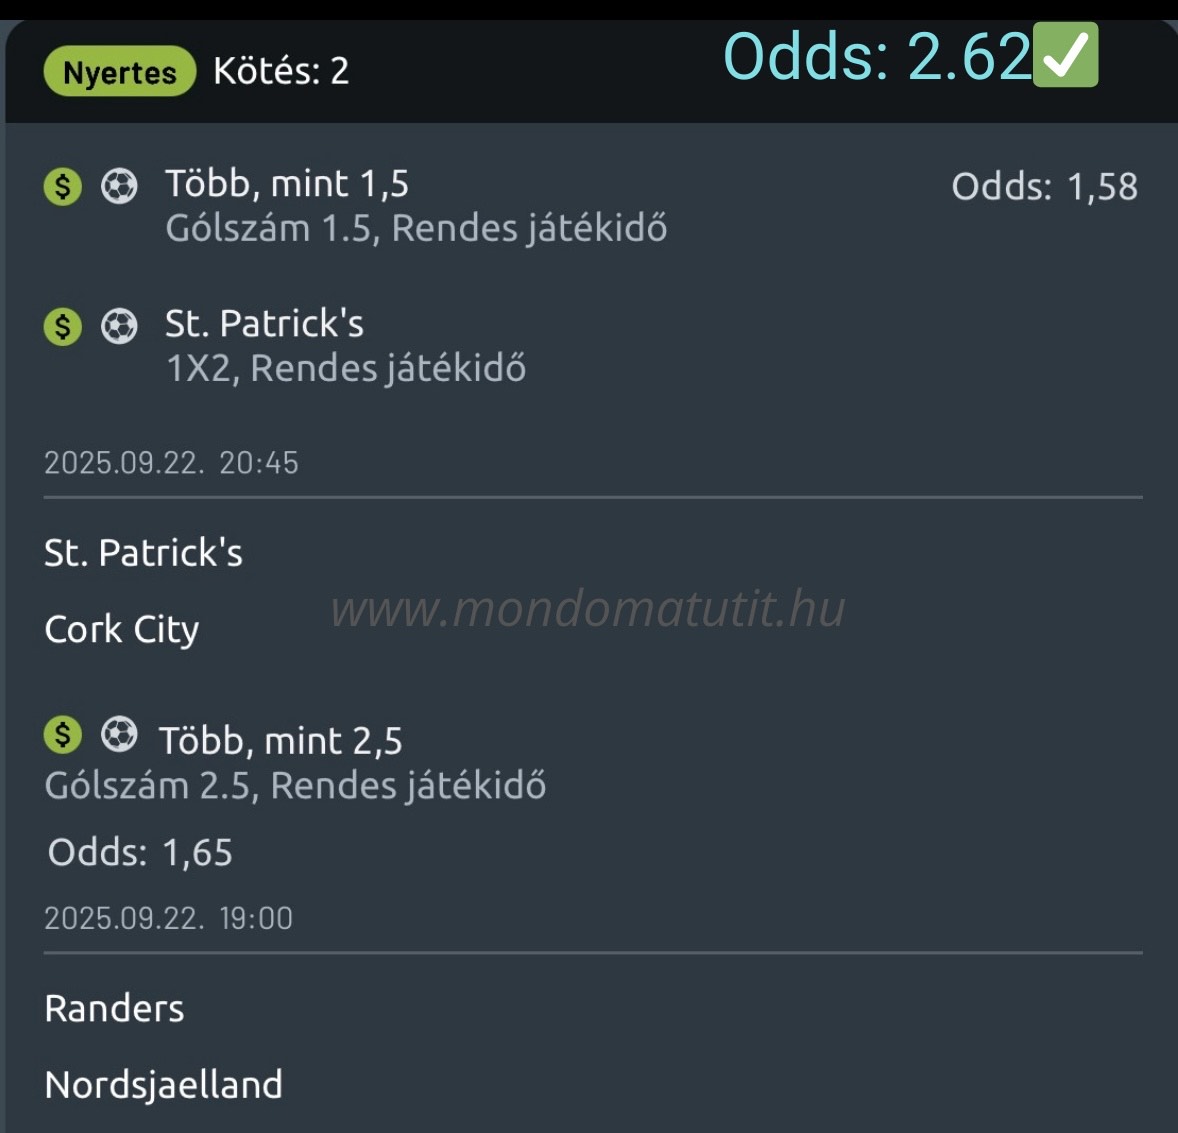 Nyertes Kötés: 2 Odds: 2.62✅
Több, mint 1,5 Odds: 1,58
Gólszám 1.5, Rendes játékidő
St. Patrick's
1X2, Rendes játékidő
2025.09.22. 20:45
St. Patrick's
www.mondomatutit.hu
Cork City
Több, mint 2,5
Gólszám 2.5, Rendes játékidő
Odds: 1,65
2025.09.22. 19:00
Randers
Nordsjaelland